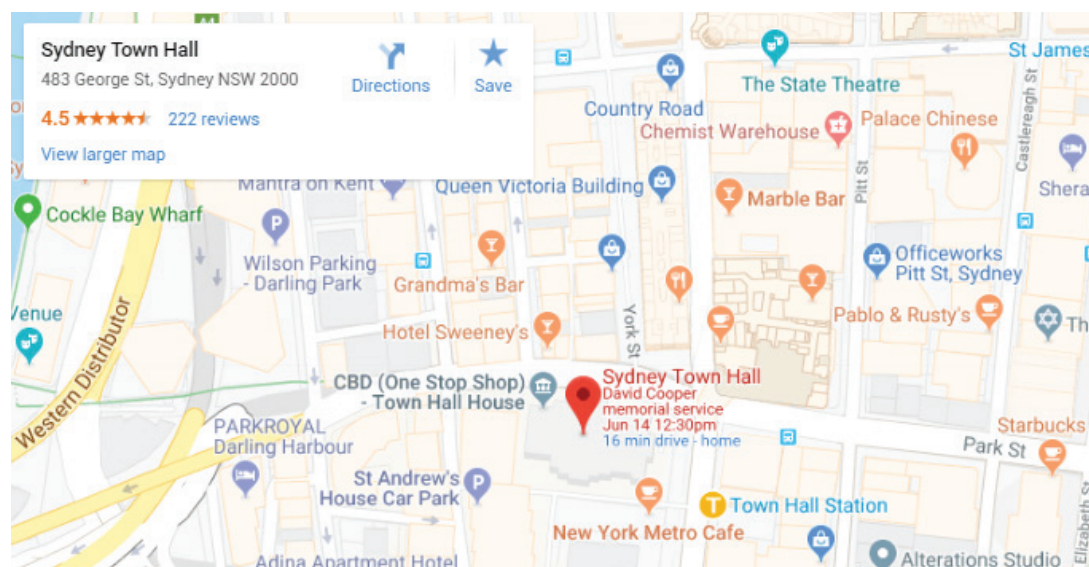 Sydney Town Hall
483 George St, Sydney NSW 2000
4.5
222 reviews
View larger map
Directions
Save
A4
St James
The State Theatre
Country Road
Chemist Warehouse
Palace Chinese
Castlereagh St
Pitt St
Mantra on Kent
Queen Victoria Building
Marble Bar
Shera
Cockle Bay Wharf
Wilson Parking
- Darling Park
Grandma's Bar
Officeworks
Pitt St, Sydney
Venue
Hotel Sweeney's
York St
Pablo & Rusty's
Th
Western Distributor
CBD (One Stop Shop)
- Town Hall House
Sydney Town Hall
David Cooper
memorial service
Jun 14 12:30pm
16 min drive - home
PARKROYAL
Darling Harbour
Starbucks
Park St
St Andrew's
House Car Park
P
P
T
Town Hall Station
New York Metro Cafe
Elizabeth St
Adina Apartment Hotel
Alterations Studio